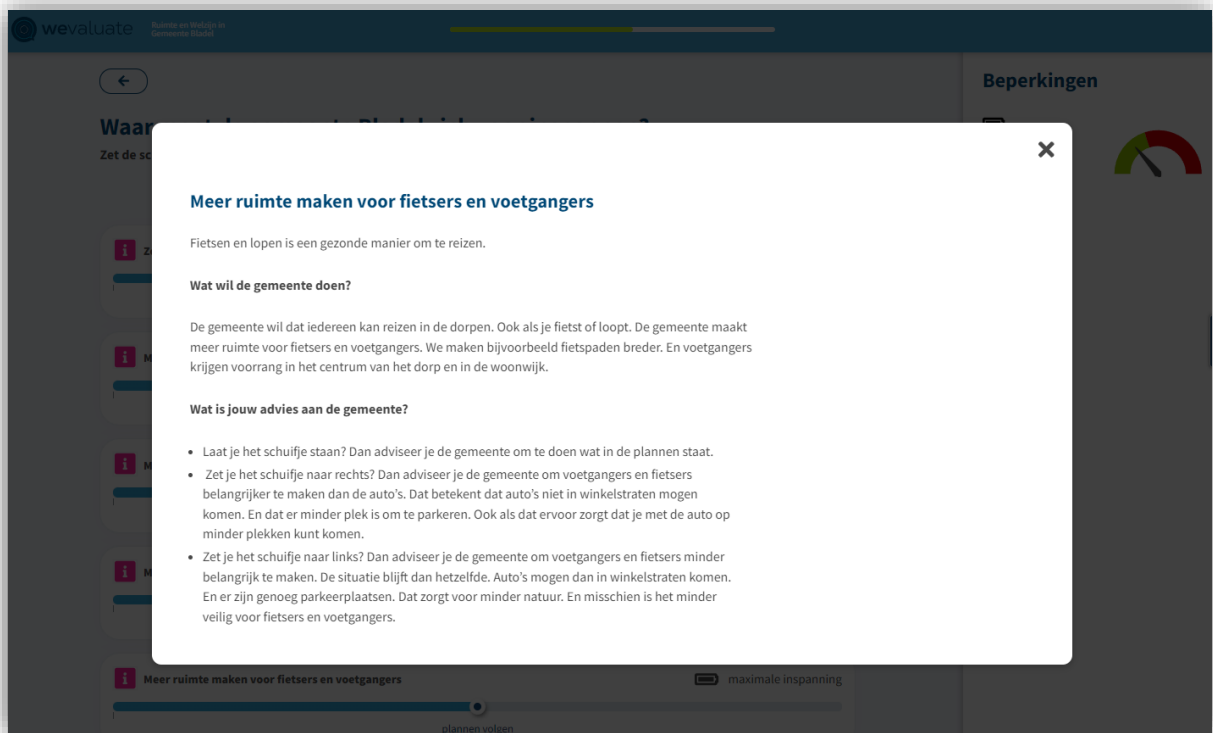 wevaluate
Ruimte en Welzijn in
Gemeente Bladel
Beperkingen
Waar
Zet de sc
Meer ruimte maken voor fietsers en voetgangers
Fietsen en lopen is een gezonde manier om te reizen.
Wat wil de gemeente doen?
De gemeente wil dat iedereen kan reizen in de dorpen. Ook als je fietst of loopt. De gemeente maakt
meer ruimte voor fietsers en voetgangers. We maken bijvoorbeeld fietspaden breder. En voetgangers
krijgen voorrang in het centrum van het dorp en in de woonwijk.
Wat is jouw advies aan de gemeente?
• Laat je het schuifje staan? Dan adviseer je de gemeente om te doen wat in de plannen staat.
• Zet je het schuifje naar rechts? Dan adviseer je de gemeente om voetgangers en fietsers
belangrijker te maken dan de auto's. Dat betekent dat auto's niet in winkelstraten mogen
komen. En dat er minder plek is om te parkeren. Ook als dat ervoor zorgt dat je met de auto op
minder plekken kunt komen.
• Zet je het schuifje naar links? Dan adviseer je de gemeente om voetgangers en fietsers minder
belangrijk te maken. De situatie blijft dan hetzelfde. Auto's mogen dan in winkelstraten komen.
En er zijn genoeg parkeerplaatsen. Dat zorgt voor minder natuur. En misschien is het minder
veilig voor fietsers en voetgangers.
Meer ruimte maken voor fietsers en voetgangers
maximale inspanning
plannen volgen